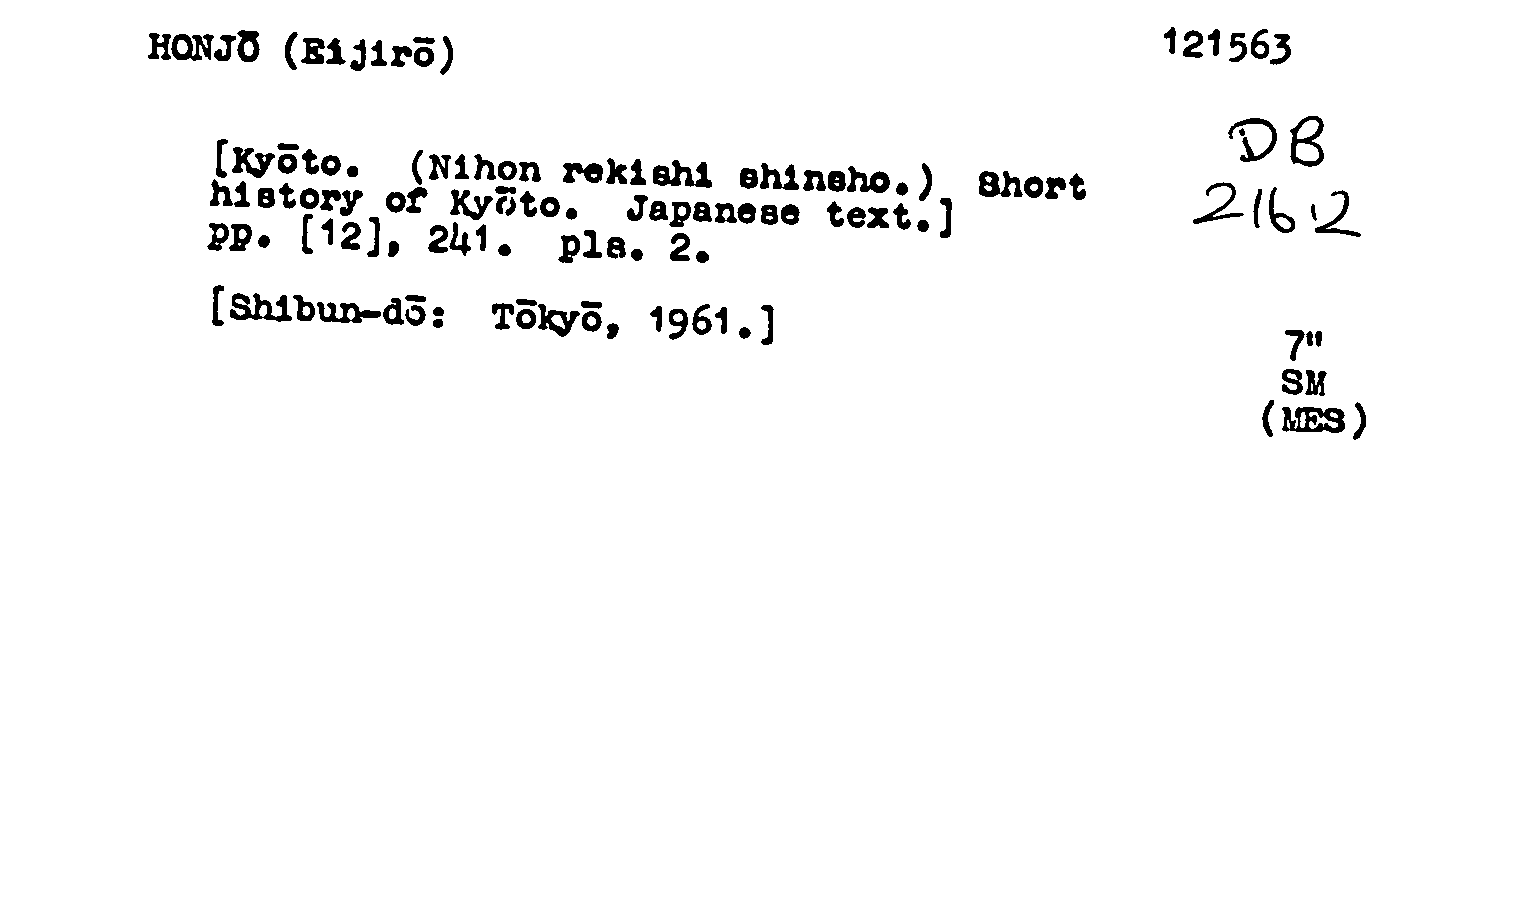 HONJŌ (Eijirō)
121563
DB
2162
[Kyōto. (Nihon rekishi shinsho.) Short
history of Kyōto. Japanese text.]
pp. [12], 241. pls. 2.
[Shibun-dō: Tōkyō, 1961.]
7"
SM
(MES)